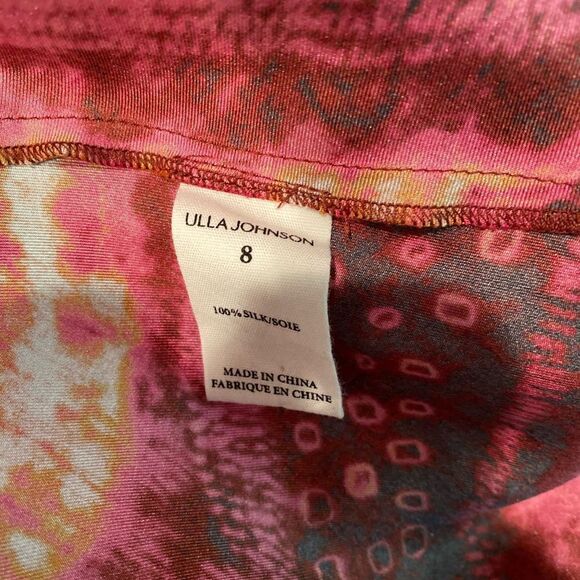 ULLA JOHNSON
8
100% SILK/SOIE
MADE IN CHINA
FABRIQUE EN CHINE